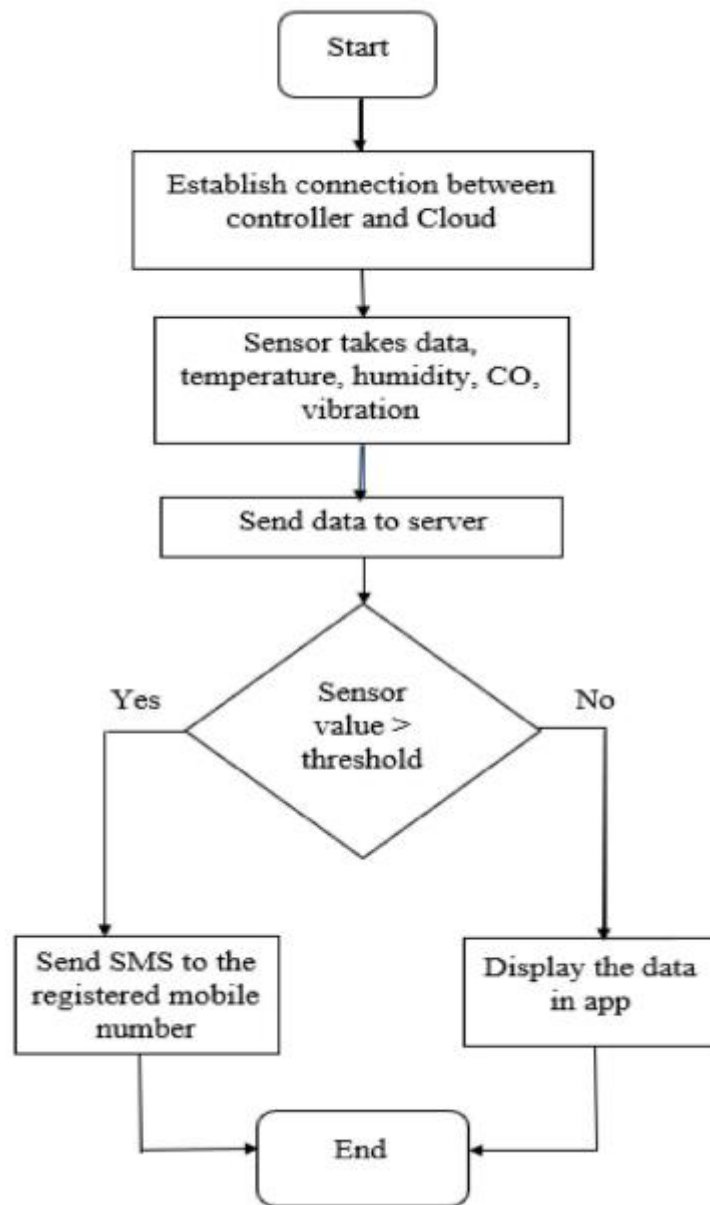 Start
Establish connection between
controller and Cloud
Sensor takes data,
temperature, humidity, CO,
vibration
Send data to server
Yes
Sensor
value >
threshold
No
Send SMS to the
registered mobile
number
Display the data
in app
End